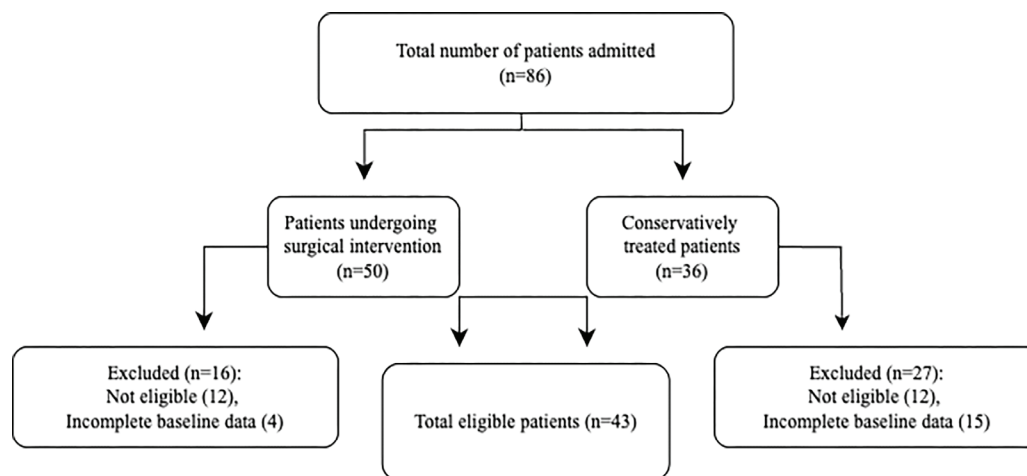 Total number of patients admitted
(n=86)
Patients undergoing
surgical intervention
(n=50)
Conservatively
treated patients
(n=36)
Excluded (n=16):
Not eligible (12),
Incomplete baseline data (4)
Total eligible patients (n=43)
Excluded (n=27):
Not eligible (12),
Incomplete baseline data (15)